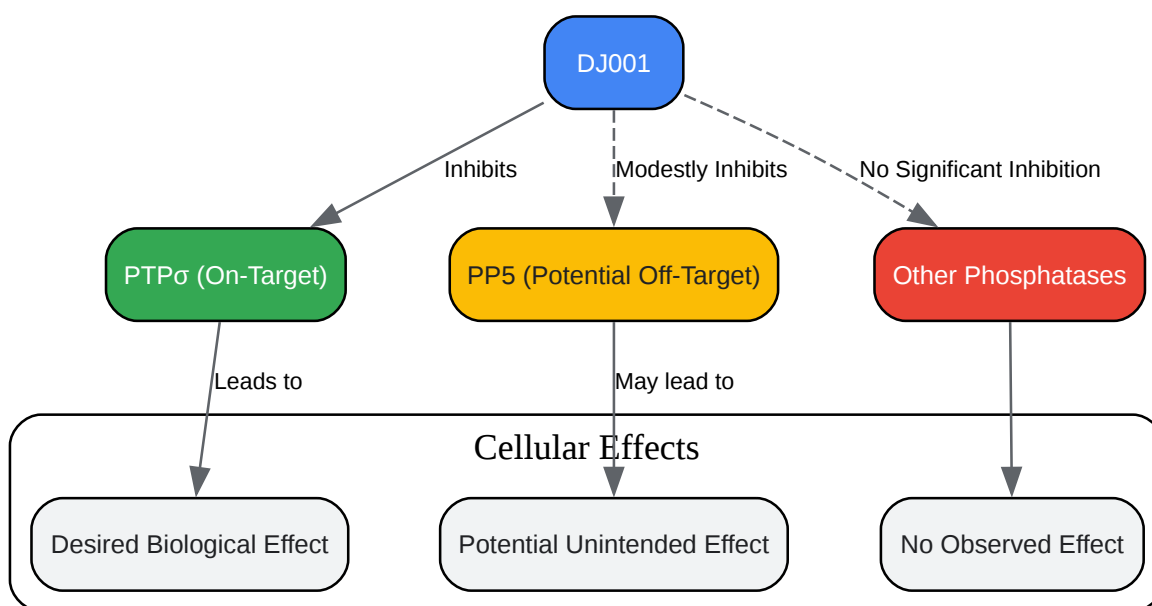 DJ001
Inhibits
Modestly Inhibits
No Significant Inhibition
PTPσ (On-Target)
PP5 (Potential Off-Target)
Other Phosphatases
Leads to
May lead to
Cellular Effects
Desired Biological Effect
Potential Unintended Effect
No Observed Effect